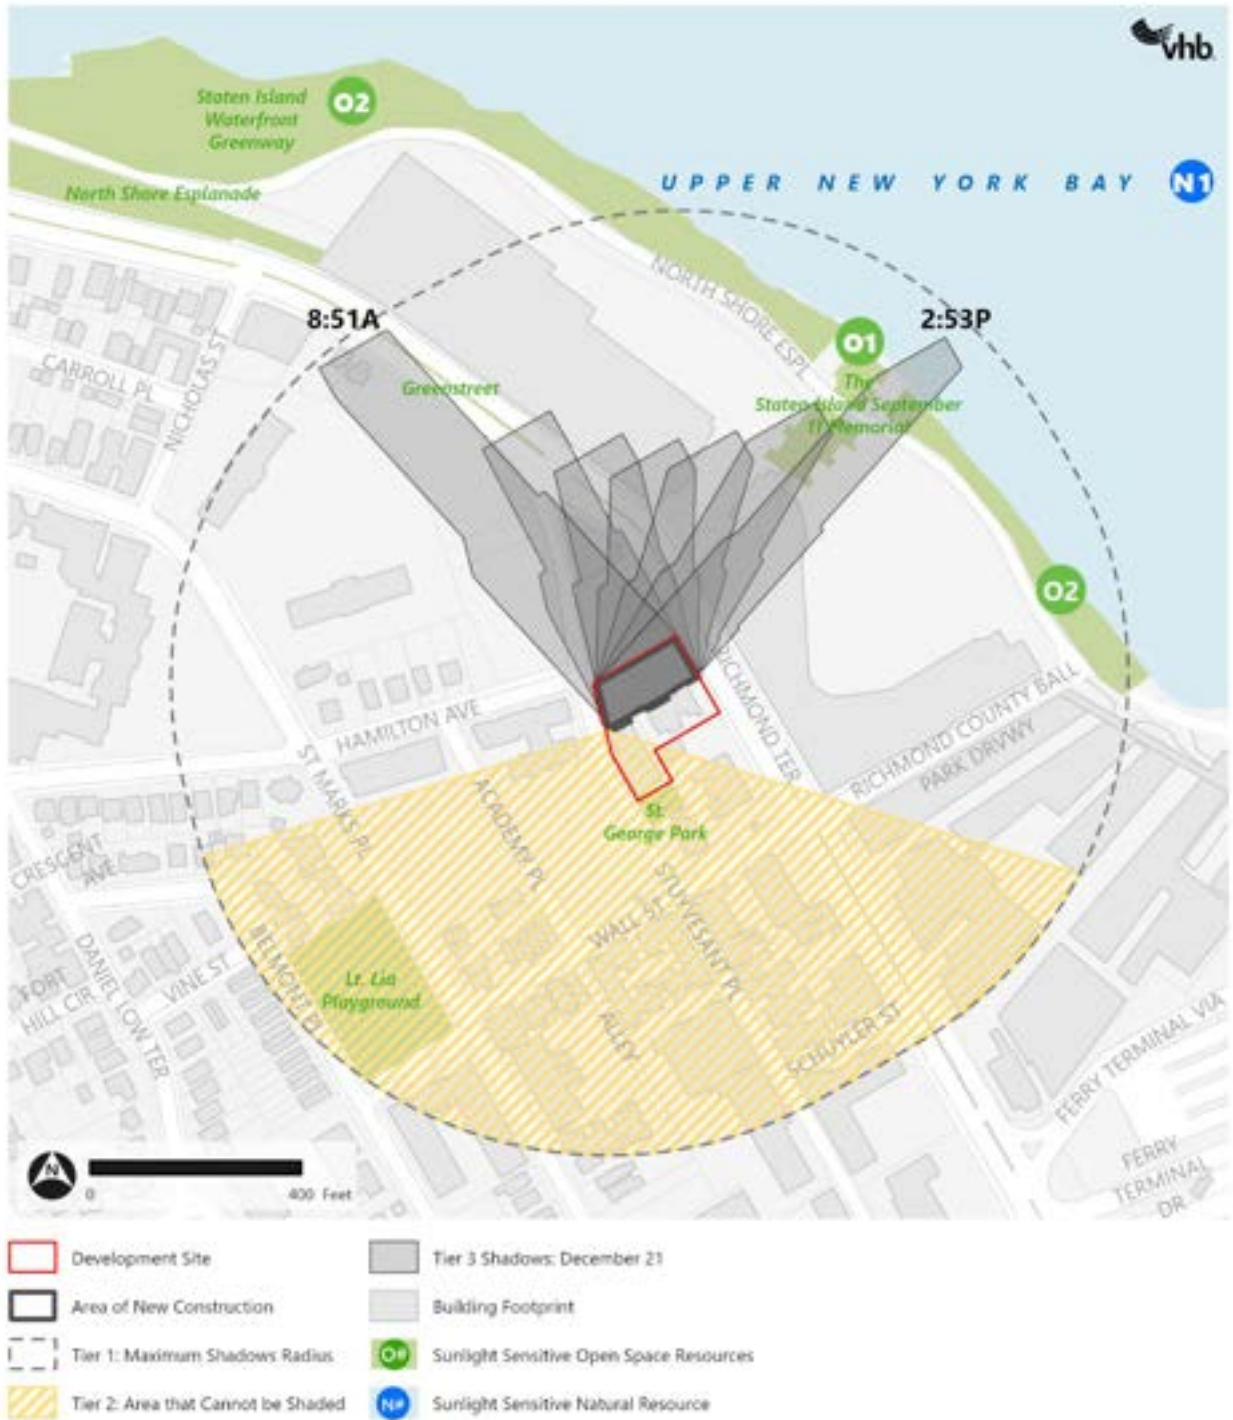 vhb
Staten Island
Waterfront
Greenway
O2
North Shore Esplanade
UPPER NEW YORK BAY
N1
NORTH SHORE ESPL
8:51A
2:53P
O1
The
Staten Island September
11 Memorial
Greenstreet
CARROLL PL
NICHOLAS ST
O2
HAMILTON AVE
ST MARKS PL
RICHMOND TER
RICHMOND COUNTY BALL
PARK DRVWY
ACADEMY PL
St.
George Park
CRESCENT
AVE
STUYVESANT PL
WALL ST
BELMONT PL
DANIEL LOW TER
VINE ST
FORT
HILL CIR
Lt. Lia
Playground
ALLEY
SCHUYLER ST
FERRY TERMINAL VIA
FERRY
TERMINAL
DR
N
0
400 Feet
Development Site
Tier 3 Shadows: December 21
Area of New Construction
Building Footprint
Tier 1: Maximum Shadows Radius
O#
Sunlight Sensitive Open Space Resources
Tier 2: Area that Cannot be Shaded
N#
Sunlight Sensitive Natural Resource